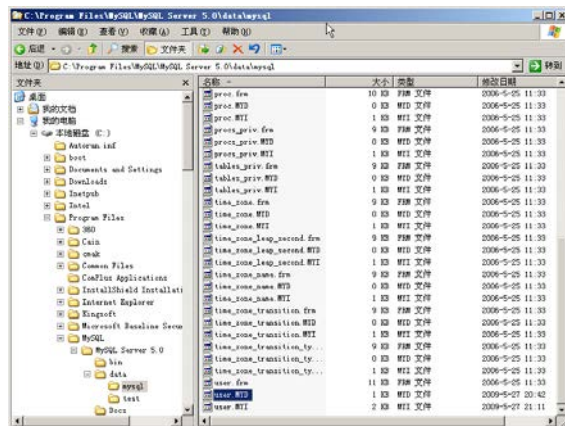 C:\Program Files\MySQL\MySQL Server 5.0\data\mysql
文件(F) 编辑(E) 查看(V) 收藏(A) 工具(T) 帮助(H)
后退 搜索 文件夹
地址(D) C:\Program Files\MySQL\MySQL Server 5.0\data\mysql 转到
文件夹
桌面
我的文档
我的电脑
本地磁盘 (C:)
Autorun.inf
boot
Documents and Settings
Downloads
Inetpub
Intel
Program Files
360
Cain
cmak
Common Files
ComPlus Applications
InstallShield Installati
Internet Explorer
Kingsoft
Microsoft Baseline Secu
MySQL
MySQL Server 5.0
bin
data
mysql
test
Docs
名称 大小 类型 修改日期
proc.frm 10 KB FRM 文件 2006-5-25 11:33
proc.MYD 0 KB MYD 文件 2006-5-25 11:33
proc.MYI 1 KB MYI 文件 2006-5-25 11:33
procs_priv.frm 9 KB FRM 文件 2006-5-25 11:33
procs_priv.MYD 0 KB MYD 文件 2006-5-25 11:33
procs_priv.MYI 1 KB MYI 文件 2006-5-25 11:33
tables_priv.frm 9 KB FRM 文件 2006-5-25 11:33
tables_priv.MYD 0 KB MYD 文件 2006-5-25 11:33
tables_priv.MYI 1 KB MYI 文件 2006-5-25 11:33
time_zone.frm 9 KB FRM 文件 2006-5-25 11:33
time_zone.MYD 0 KB MYD 文件 2006-5-25 11:33
time_zone.MYI 1 KB MYI 文件 2006-5-25 11:33
time_zone_leap_second.frm 9 KB FRM 文件 2006-5-25 11:33
time_zone_leap_second.MYD 0 KB MYD 文件 2006-5-25 11:33
time_zone_leap_second.MYI 1 KB MYI 文件 2006-5-25 11:33
time_zone_name.frm 9 KB FRM 文件 2006-5-25 11:33
time_zone_name.MYD 0 KB MYD 文件 2006-5-25 11:33
time_zone_name.MYI 1 KB MYI 文件 2006-5-25 11:33
time_zone_transition.frm 9 KB FRM 文件 2006-5-25 11:33
time_zone_transition.MYD 0 KB MYD 文件 2006-5-25 11:33
time_zone_transition.MYI 1 KB MYI 文件 2006-5-25 11:33
time_zone_transition_ty... 9 KB FRM 文件 2006-5-25 11:33
time_zone_transition_ty... 0 KB MYD 文件 2006-5-25 11:33
time_zone_transition_ty... 1 KB MYI 文件 2006-5-25 11:33
user.frm 11 KB FRM 文件 2006-5-25 11:33
user.MYD 1 KB MYD 文件 2009-5-27 20:42
user.MYI 2 KB MYI 文件 2009-5-27 21:11